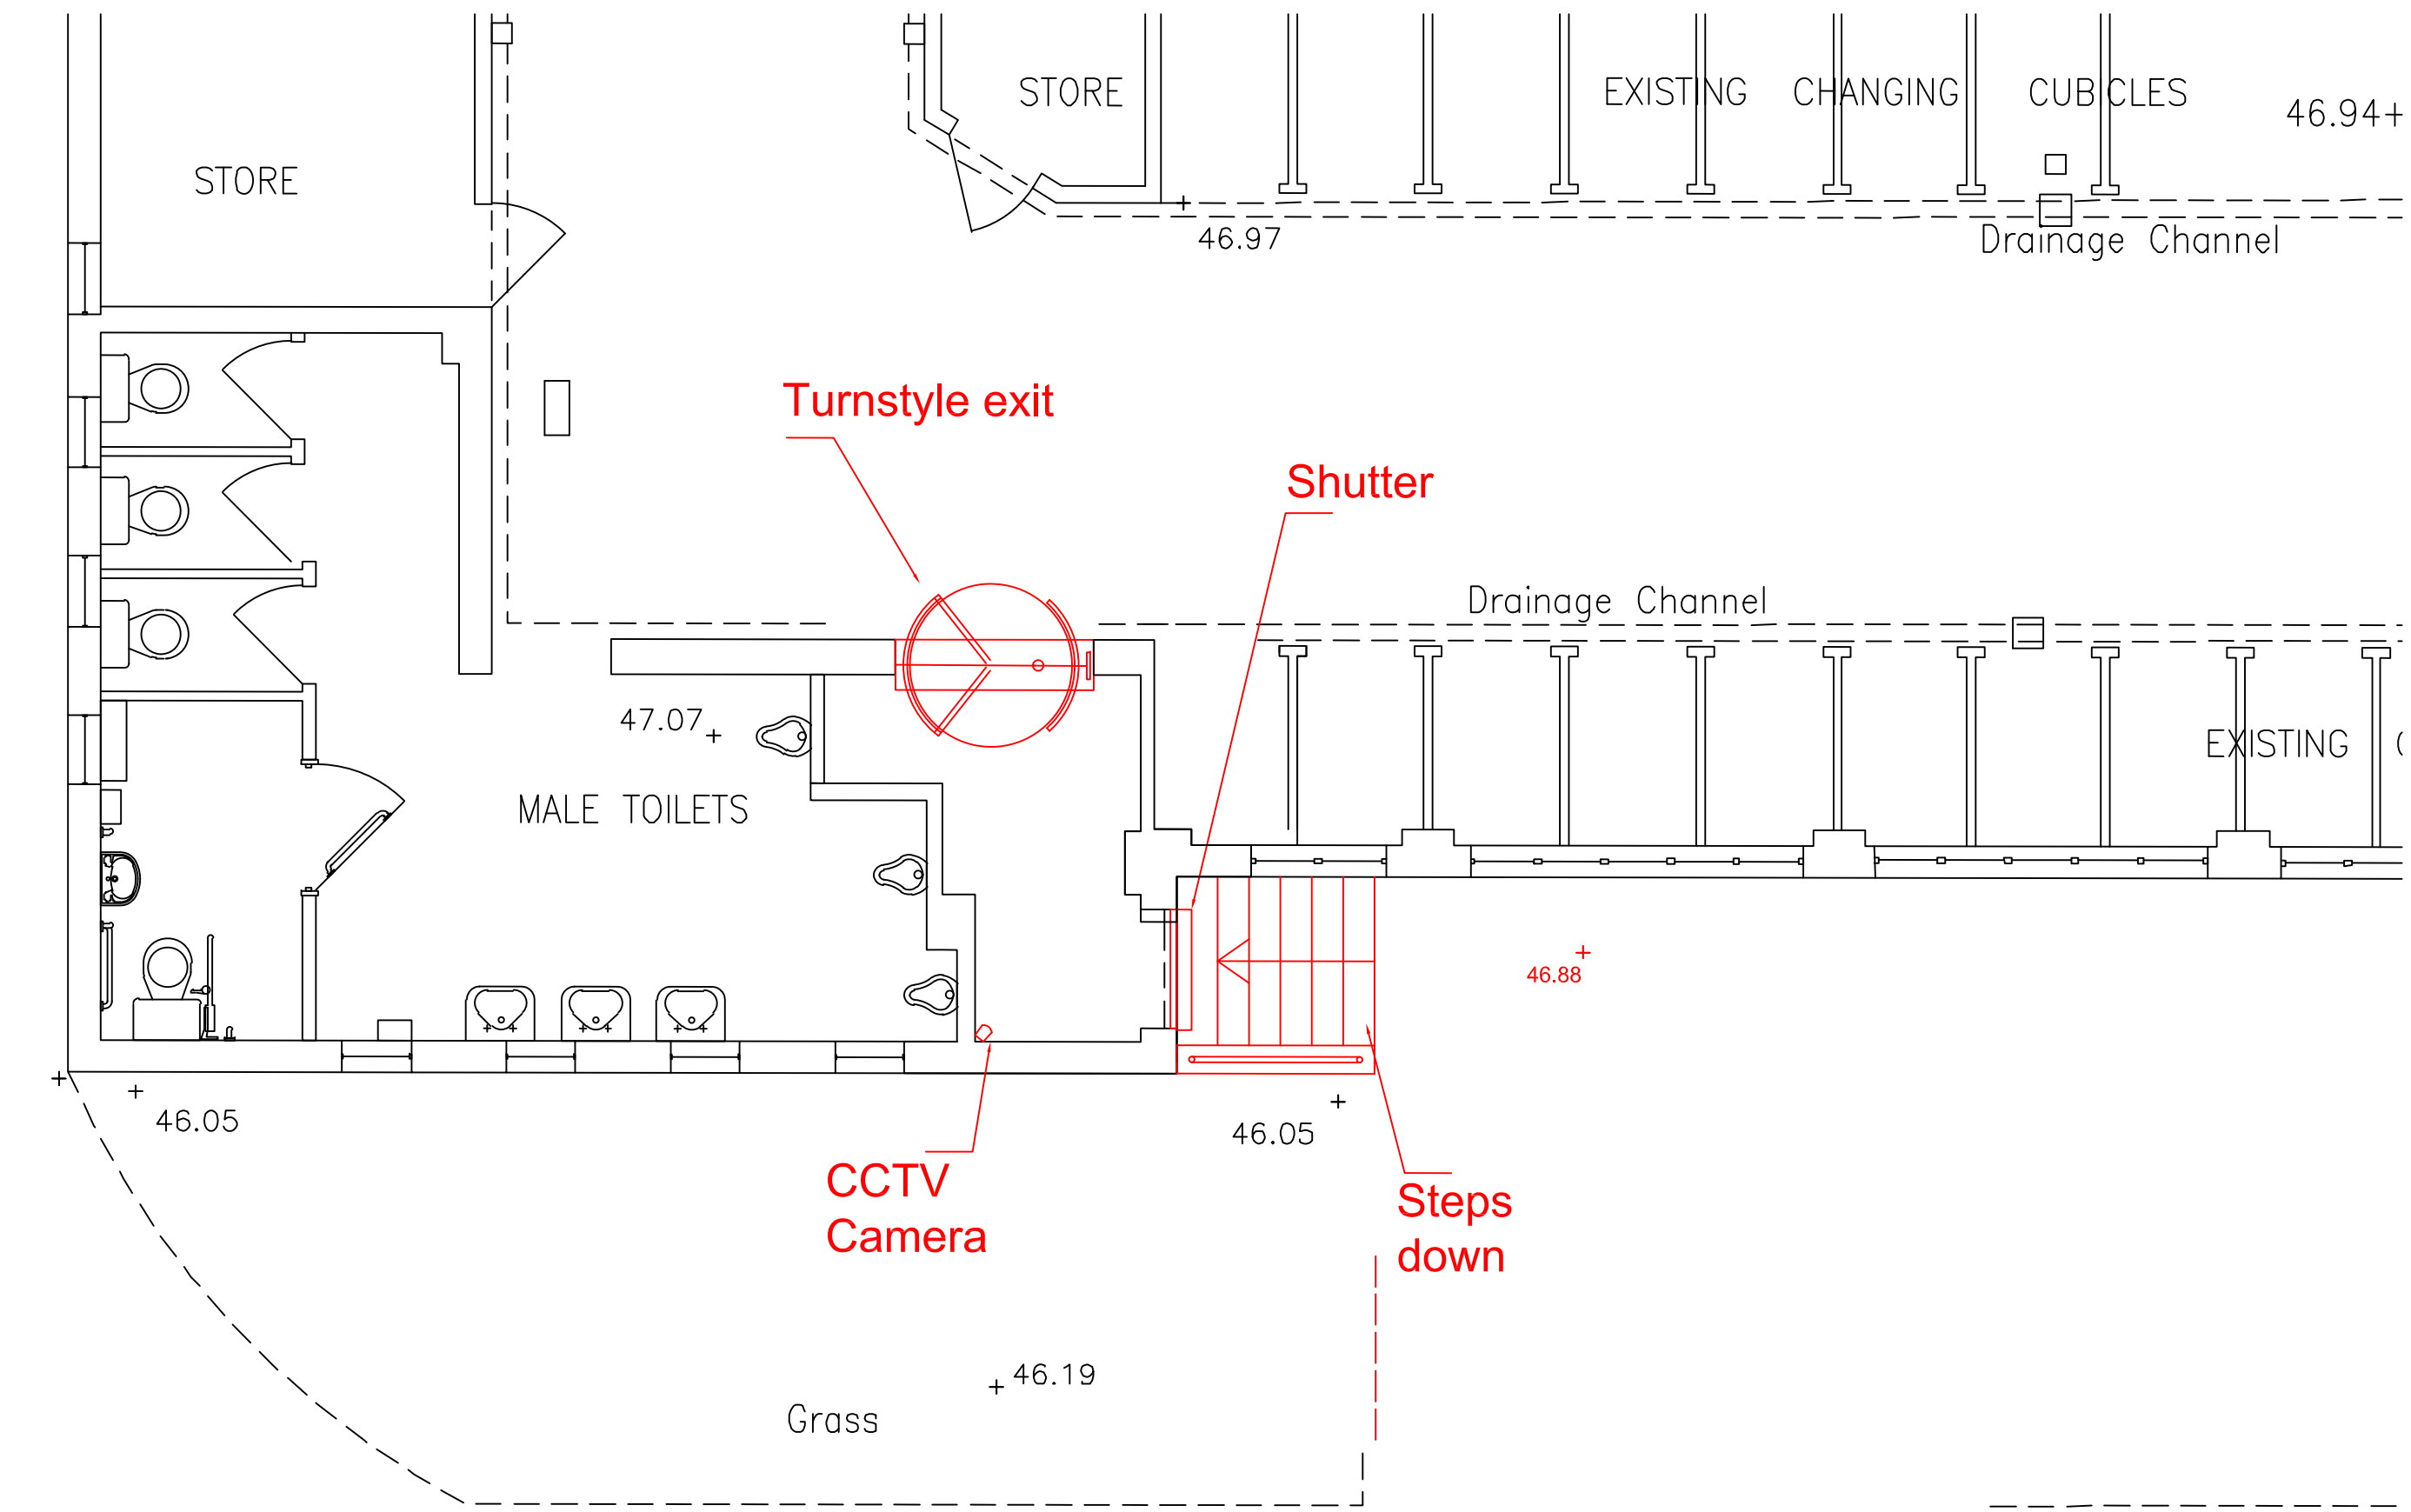 STORE
EXISTING CHANGING CUBICLES
46.94+
STORE
46.97
Drainage Channel
Turnstyle exit
Shutter
Drainage Channel
47.07
EXISTING
MALE TOILETS
46.88
46.05
46.05
CCTV
Camera
Steps
down
46.19
Grass